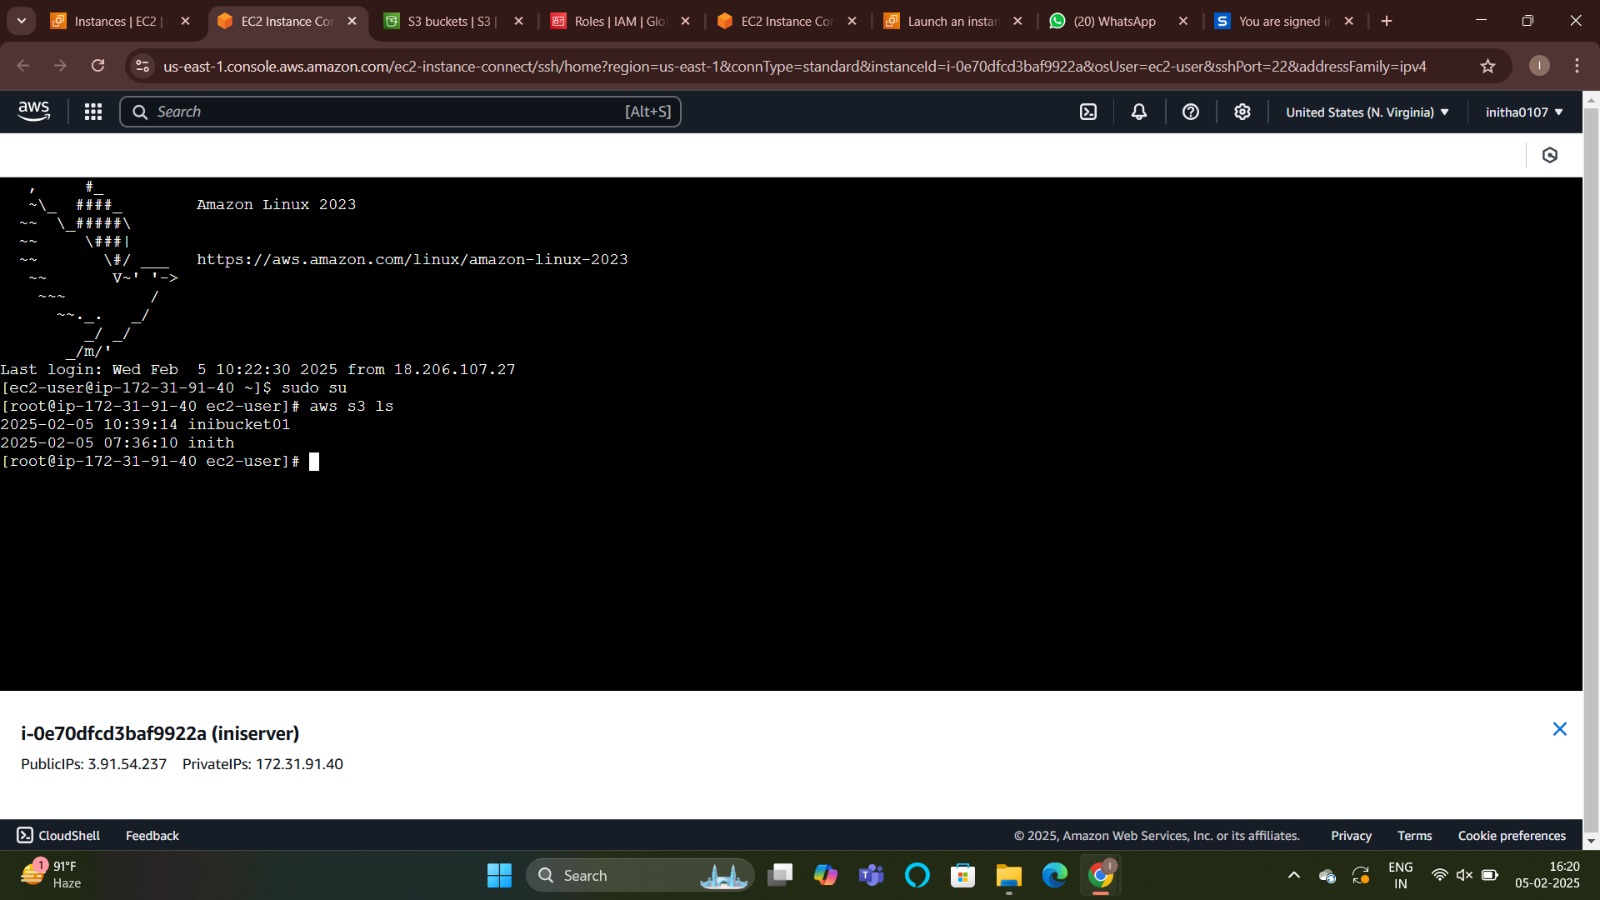 Instances | EC2 |
EC2 Instance Con
S3 buckets | S3 |
Roles | IAM | Glo
EC2 Instance Con
Launch an instan
(20) WhatsApp
S
You are signed i
us-east-1.console.aws.amazon.com/ec2-instance-connect/ssh/home?region=us-east-1&connType=standard&instanceId=i-0e70dfcd3baf9922a&osUser=ec2-user&sshPort=22&addressFamily=ipv4
I
aws
Search
[Alt+S]
United States (N. Virginia)
initha0107
   ,     #_
   ~\_  ####_        Amazon Linux 2023
  ~~  \_#####\
  ~~     \###|
  ~~       \#/ ___   https://aws.amazon.com/linux/amazon-linux-2023
   ~~       V~' '->
    ~~~         /
      ~~._.   _/
         _/ _/
       _/m/'
Last login: Wed Feb  5 10:22:30 2025 from 18.206.107.27
[ec2-user@ip-172-31-91-40 ~]$ sudo su
[root@ip-172-31-91-40 ec2-user]# aws s3 ls
2025-02-05 10:39:14 inibucket01
2025-02-05 07:36:10 inith
[root@ip-172-31-91-40 ec2-user]#
i-0e70dfcd3baf9922a (iniserver)
PublicIPs: 3.91.54.237 PrivateIPs: 172.31.91.40
CloudShell Feedback
© 2025, Amazon Web Services, Inc. or its affiliates. Privacy Terms Cookie preferences
1
91°F
Haze
Search
I
ENG
IN
16:20
05-02-2025